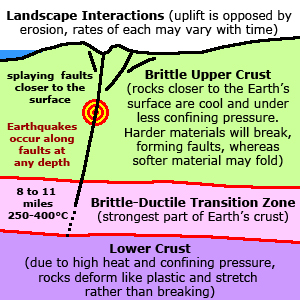 Landscape Interactions (uplift is opposed by
erosion, rates of each may vary with time)
splaying faults
closer to the
surface
Earthquakes
occur along
faults at
any depth
Brittle Upper Crust
(rocks closer to the Earth's
surface are cool and under
less confining pressure.
Harder materials will break,
forming faults, whereas
softer material may fold)
8 to 11
miles
250-400°C
Brittle-Ductile Transition Zone
(strongest part of Earth's crust)
Lower Crust
(due to high heat and confining pressure,
rocks deform like plastic and stretch
rather than breaking)